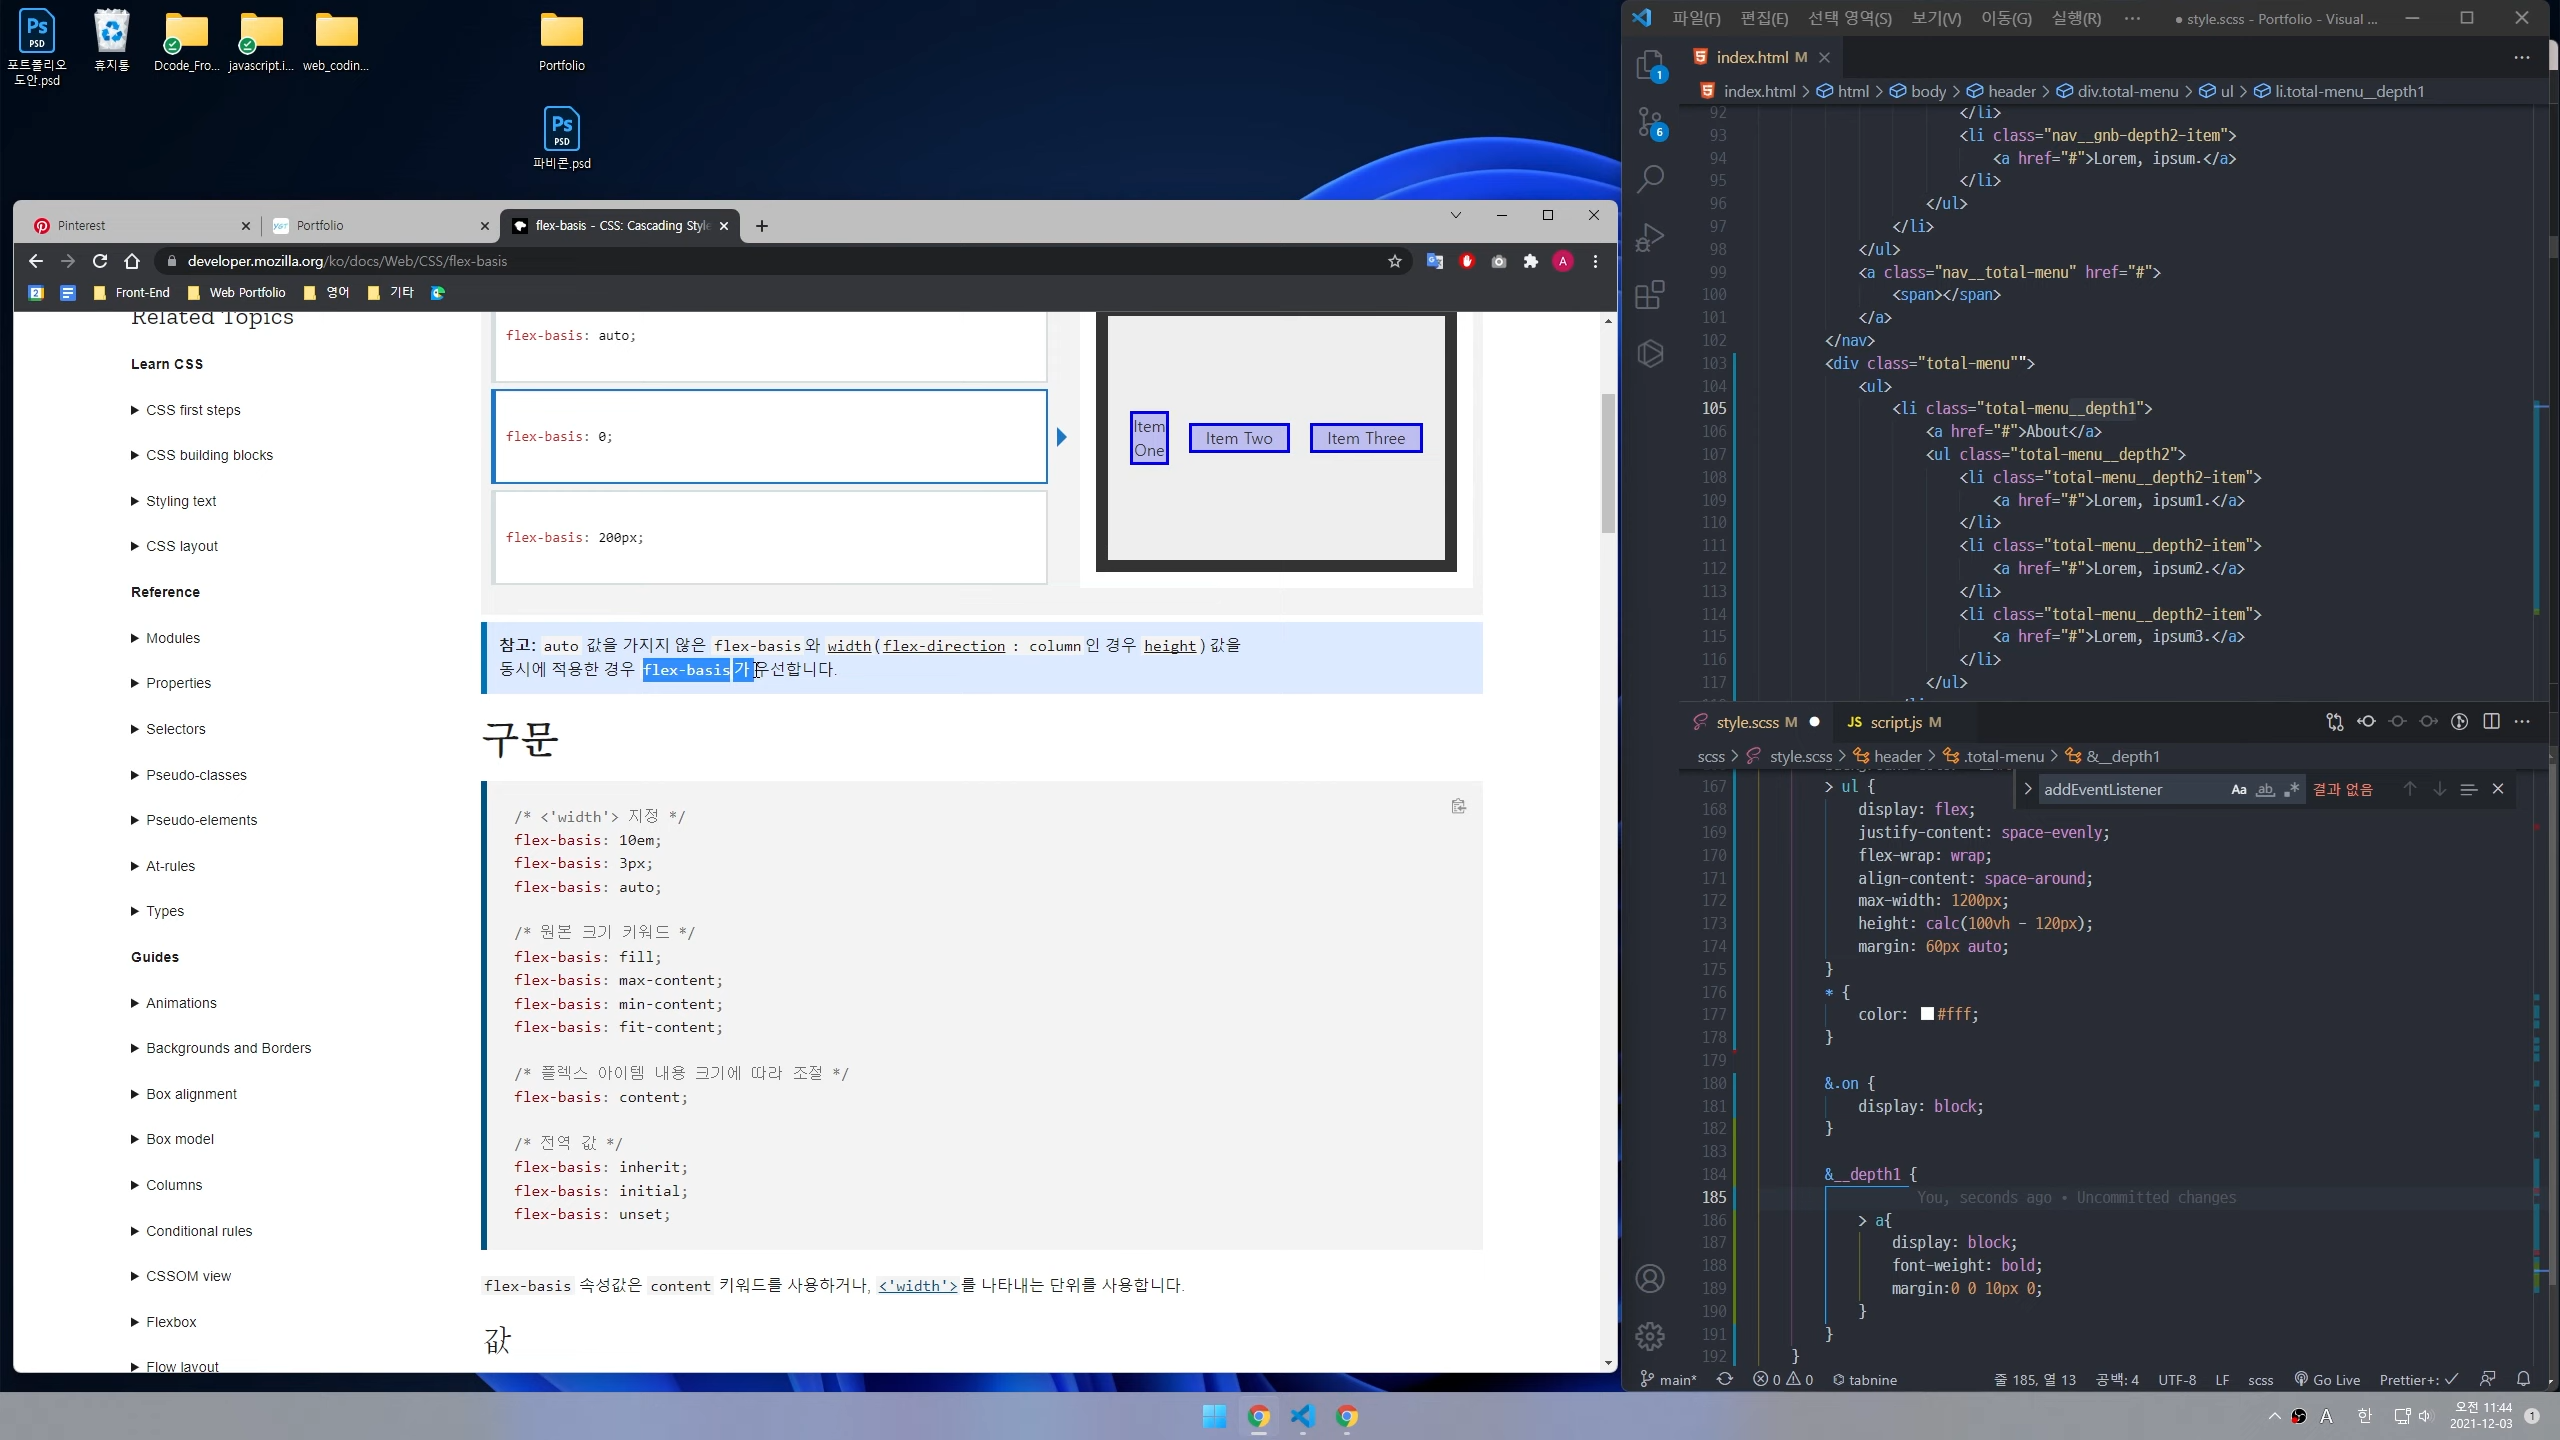 포트폴리오
도안.psd
휴지통
Dcode_Fro...
javascript.i...
web_codin...
Portfolio
파비콘.psd
Pinterest
Portfolio
flex-basis - CSS: Cascading Style
developer.mozilla.org/ko/docs/Web/CSS/flex-basis
Front-End
Web Portfolio
영어
기타
Related Topics
Learn CSS
CSS first steps
CSS building blocks
Styling text
CSS layout
Reference
Modules
Properties
Selectors
Pseudo-classes
Pseudo-elements
At-rules
Types
Guides
Animations
Backgrounds and Borders
Box alignment
Box model
Columns
Conditional rules
CSSOM view
Flexbox
Flow layout
flex-basis: auto;
flex-basis: 0;
flex-basis: 200px;
Item
One
Item Two
Item Three
참고: auto 값을 가지지 않은 flex-basis와 width(flex-direction : column인 경우 height) 값을
동시에 적용한 경우 flex-basis가 우선합니다.
구문
/* <'width'> 지정 */
flex-basis: 10em;
flex-basis: 3px;
flex-basis: auto;
/* 원본 크기 키워드 */
flex-basis: fill;
flex-basis: max-content;
flex-basis: min-content;
flex-basis: fit-content;
/* 플렉스 아이템 내용 크기에 따라 조절 */
flex-basis: content;
/* 전역 값 */
flex-basis: inherit;
flex-basis: initial;
flex-basis: unset;
flex-basis 속성값은 content 키워드를 사용하거나, <'width'>를 나타내는 단위를 사용합니다.
값
파일(F) 편집(E) 선택 영역(S) 보기(V) 이동(G) 실행(R) ··· ● style.scss - Portfolio - Visual ...
index.html M
index.html > html > body > header > div.total-menu > ul > li.total-menu__depth1
92 </li>
93 <li class="nav__gnb-depth2-item">
94 <a href="#">Lorem, ipsum.</a>
95 </li>
96 </ul>
97 </li>
98 </ul>
99 <a class="nav__total-menu" href="#">
100 <span></span>
101 </a>
102 </nav>
103 <div class="total-menu"">
104 <ul>
105 <li class="total-menu__depth1">
106 <a href="#">About</a>
107 <ul class="total-menu__depth2">
108 <li class="total-menu__depth2-item">
109 <a href="#">Lorem, ipsum1.</a>
110 </li>
111 <li class="total-menu__depth2-item">
112 <a href="#">Lorem, ipsum2.</a>
113 </li>
114 <li class="total-menu__depth2-item">
115 <a href="#">Lorem, ipsum3.</a>
116 </li>
117 </ul>
style.scss M ● script.js M
scss > style.scss > header > .total-menu > &__depth1
addEventListener Aa ab 결과 없음
167 > ul {
168 display: flex;
169 justify-content: space-evenly;
170 flex-wrap: wrap;
171 align-content: space-around;
172 max-width: 1200px;
173 height: calc(100vh - 120px);
174 margin: 60px auto;
175 }
176 * {
177 color: #fff;
178 }
179
180 &.on {
181 display: block;
182 }
183
184 &__depth1 {
185 You, seconds ago • Uncommitted changes
186 > a{
187 display: block;
188 font-weight: bold;
189 margin:0 0 10px 0;
190 }
191 }
192 }
1
6
main* 0 0 tabnine 줄 185, 열 13 공백: 4 UTF-8 LF scss Go Live Prettier+: ✓
A 한 오전 11:44
2021-12-03 1